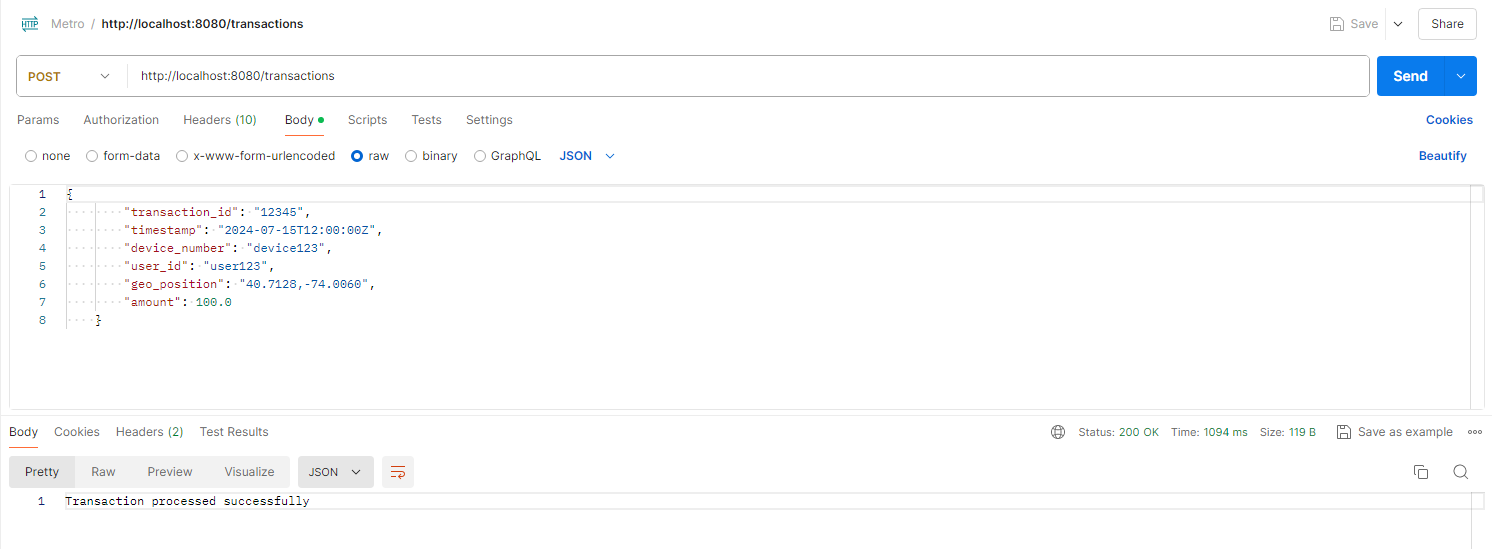 HTTP Metro / http://localhost:8080/transactions Save Share
POST http://localhost:8080/transactions Send
Params Authorization Headers (10) Body Scripts Tests Settings Cookies
none form-data x-www-form-urlencoded raw binary GraphQL JSON Beautify
1 {
2 "transaction_id": "12345",
3 "timestamp": "2024-07-15T12:00:00Z",
4 "device_number": "device123",
5 "user_id": "user123",
6 "geo_position": "40.7128,-74.0060",
7 "amount": 100.0
8 }
Body Cookies Headers (2) Test Results Status: 200 OK Time: 1094 ms Size: 119 B Save as example
Pretty Raw Preview Visualize JSON
1 Transaction processed successfully